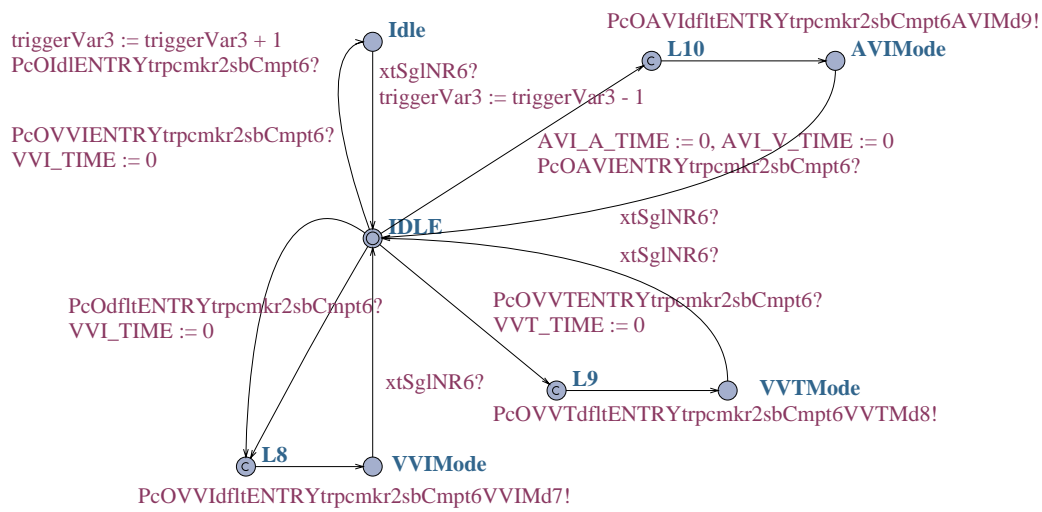 PcOAVIdfltENTRYtrpcmkr2sbCmpt6AVIMd9!
Idle
triggerVar3 := triggerVar3 + 1
PcOIdlENTRYtrpcmkr2sbCmpt6?
L10
AVIMode
xtSglNR6?
triggerVar3 := triggerVar3 - 1
PcOVVIENTRYtrpcmkr2sbCmpt6?
VVI_TIME := 0
AVI_A_TIME := 0, AVI_V_TIME := 0
PcOAVIENTRYtrpcmkr2sbCmpt6?
IDLE
xtSglNR6?
xtSglNR6?
PcOdfltENTRYtrpcmkr2sbCmpt6?
VVI_TIME := 0
PcOVVTENTRYtrpcmkr2sbCmpt6?
VVT_TIME := 0
xtSglNR6?
L9
VVTMode
PcOVVTdfltENTRYtrpcmkr2sbCmpt6VVTMd8!
L8
VVIMode
PcOVVIdfltENTRYtrpcmkr2sbCmpt6VVIMd7!
C
C
C